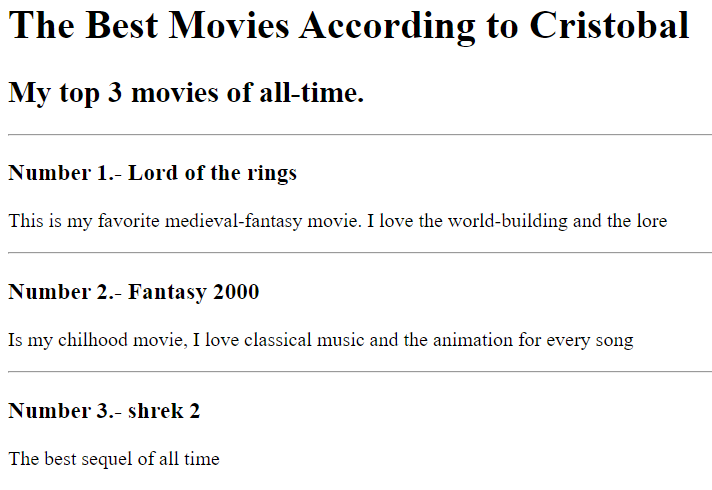 The Best Movies According to Cristobal
My top 3 movies of all-time.
Number 1.- Lord of the rings
This is my favorite medieval-fantasy movie. I love the world-building and the lore
Number 2.- Fantasy 2000
Is my chilhood movie, I love classical music and the animation for every song
Number 3.- shrek 2
The best sequel of all time